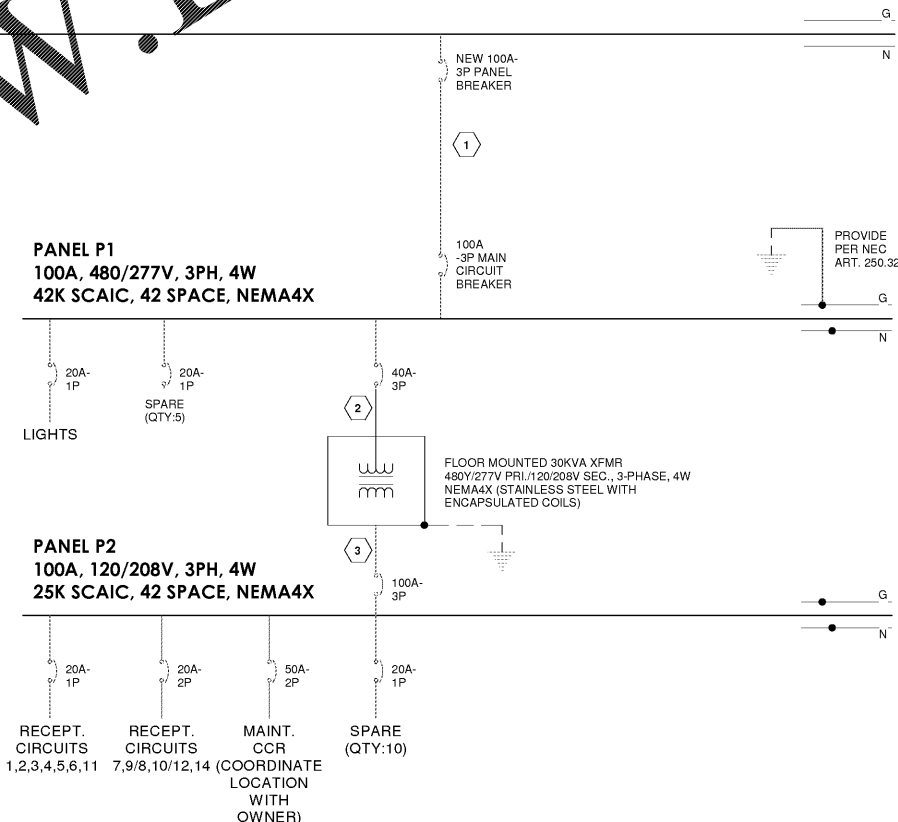 G
N
NEW 100A-
3P PANEL
BREAKER
1
100A
-3P MAIN
CIRCUIT
BREAKER
PROVIDE
PER NEC
ART. 250.32
PANEL P1
100A, 480/277V, 3PH, 4W
42K SCAIC, 42 SPACE, NEMA4X
G
N
20A-
1P
LIGHTS
20A-
1P
SPARE
(QTY:5)
40A-
3P
2
FLOOR MOUNTED 30KVA XFMR
480Y/277V PRI./120/208V SEC., 3-PHASE, 4W
NEMA4X (STAINLESS STEEL WITH
ENCAPSULATED COILS)
3
PANEL P2
100A, 120/208V, 3PH, 4W
25K SCAIC, 42 SPACE, NEMA4X
100A-
3P
G
N
20A-
1P
RECEPT.
CIRCUITS
1,2,3,4,5,6,11
20A-
2P
RECEPT.
CIRCUITS
7,9/8,10/12,14
50A-
2P
MAINT.
CCR
(COORDINATE
LOCATION
WITH
OWNER)
20A-
1P
SPARE
(QTY:10)